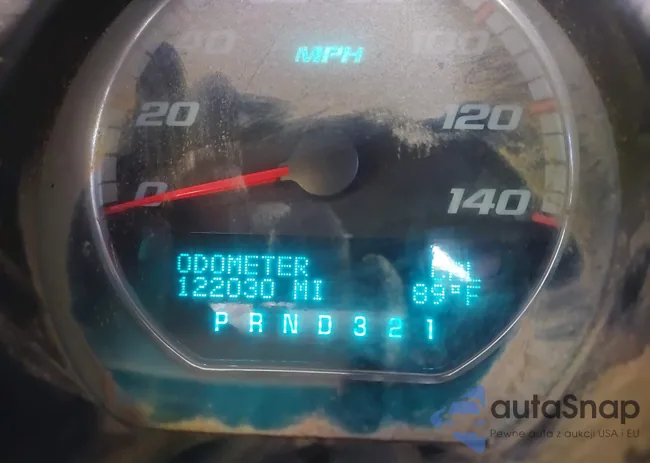 40
MPH
100
20
120
0
140
ODOMETER
122030 MI
89°F
P R N D 3 2 1
autaSnap
Pewne auta z aukcji USA i EU